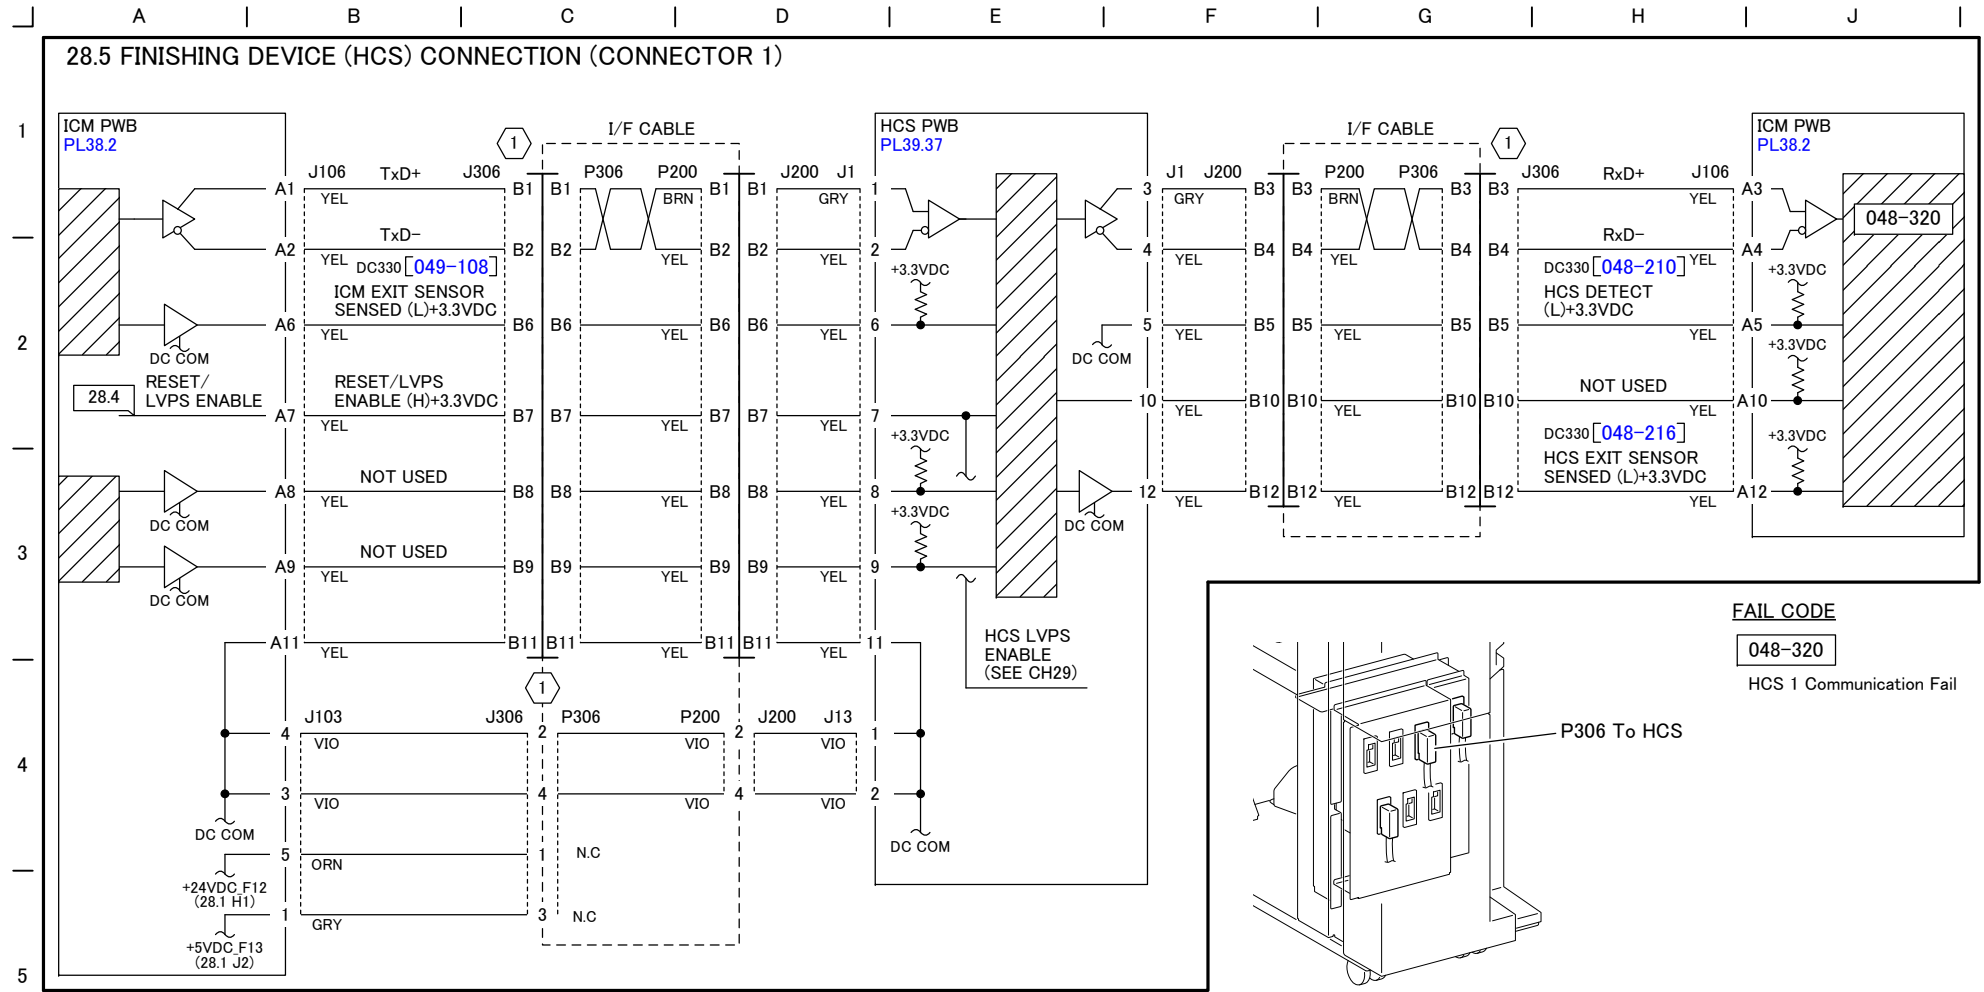 A B C D E F G H J
28.5 FINISHING DEVICE (HCS) CONNECTION (CONNECTOR 1)
1
2
3
4
5
ICM PWB
PL38.2
J106 TxD+ J306
1
I/F CABLE
P306 P200
J200 J1
HCS PWB
PL39.37
A1 YEL B1 B1 BRN B1 B1 GRY 1
TxD-
A2 YEL B2 B2 YEL B2 B2 YEL 2
DC330 [049-108]
ICM EXIT SENSOR
SENSED (L)+3.3VDC
+3.3VDC
A6 YEL B6 B6 YEL B6 B6 YEL 6
DC COM
28.4
RESET/
LVPS ENABLE
RESET/LVPS
ENABLE (H)+3.3VDC
A7 YEL B7 B7 YEL B7 B7 YEL 7
+3.3VDC
NOT USED
A8 YEL B8 B8 YEL B8 B8 YEL 8
DC COM
+3.3VDC
NOT USED
A9 YEL B9 B9 YEL B9 B9 YEL 9
DC COM
A11 YEL B11 B11 YEL B11 B11 YEL 11
HCS LVPS
ENABLE
(SEE CH29)
1
J103 J306 P306 P200 J200 J13
4 VIO 2 VIO 2 VIO 1
3 VIO 4 VIO 4 VIO 2
DC COM
DC COM
5 ORN 1 N.C
+24VDC_F12
(28.1 H1)
1 GRY 3 N.C
+5VDC_F13
(28.1 J2)
J1 J200
I/F CABLE
P200 P306
1
J306 RxD+ J106
ICM PWB
PL38.2
3 GRY B3 B3 BRN B3 B3 YEL A3
048-320
RxD-
4 YEL B4 B4 YEL B4 B4 YEL A4
DC330 [048-210]
HCS DETECT
(L)+3.3VDC
+3.3VDC
5 YEL B5 B5 YEL B5 B5 YEL A5
DC COM
+3.3VDC
NOT USED
10 YEL B10 B10 YEL B10 B10 YEL A10
DC330 [048-216]
HCS EXIT SENSOR
SENSED (L)+3.3VDC
+3.3VDC
12 YEL B12 B12 YEL B12 B12 YEL A12
DC COM
FAIL CODE
048-320
HCS 1 Communication Fail
P306 To HCS